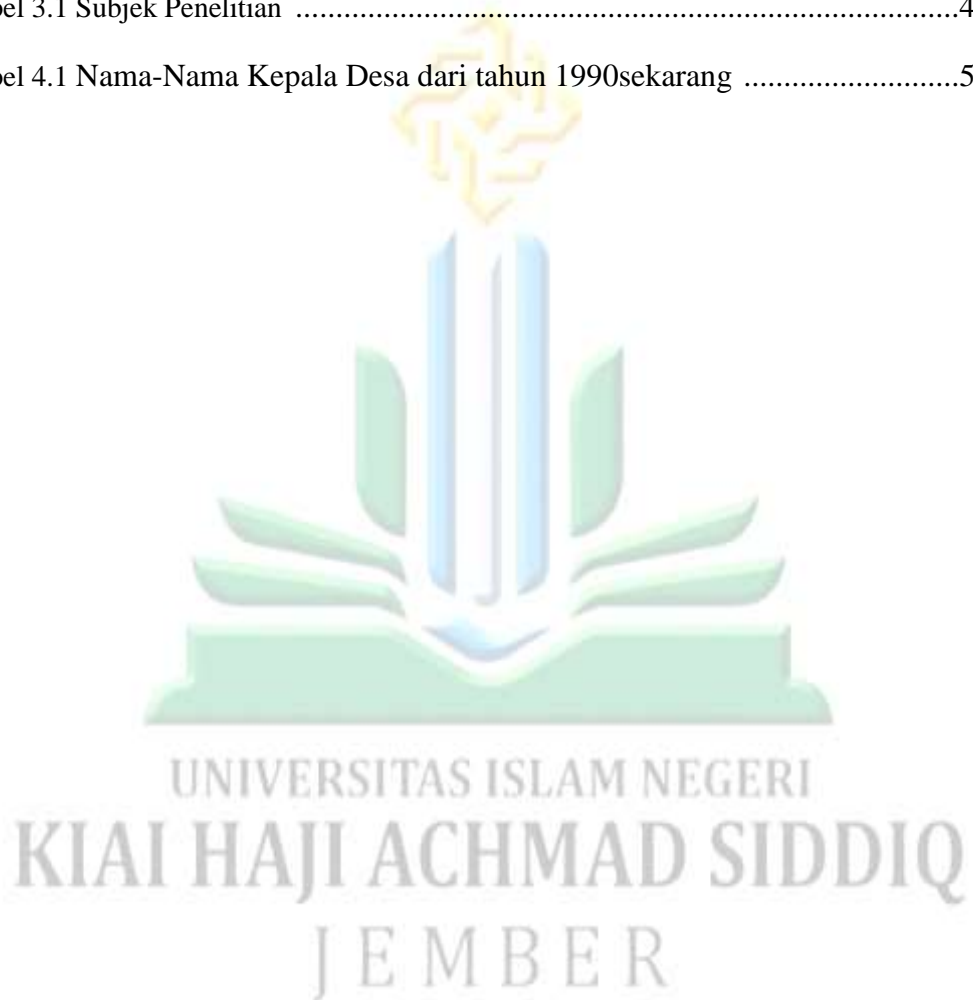 bel 3.1 Subjek Penelitian ....................................................................................4
bel 4.1 Nama-Nama Kepala Desa dari tahun 1990sekarang ...........................5
UNIVERSITAS ISLAM NEGERI
KIAI HAJI ACHMAD SIDDIQ
JEMBER